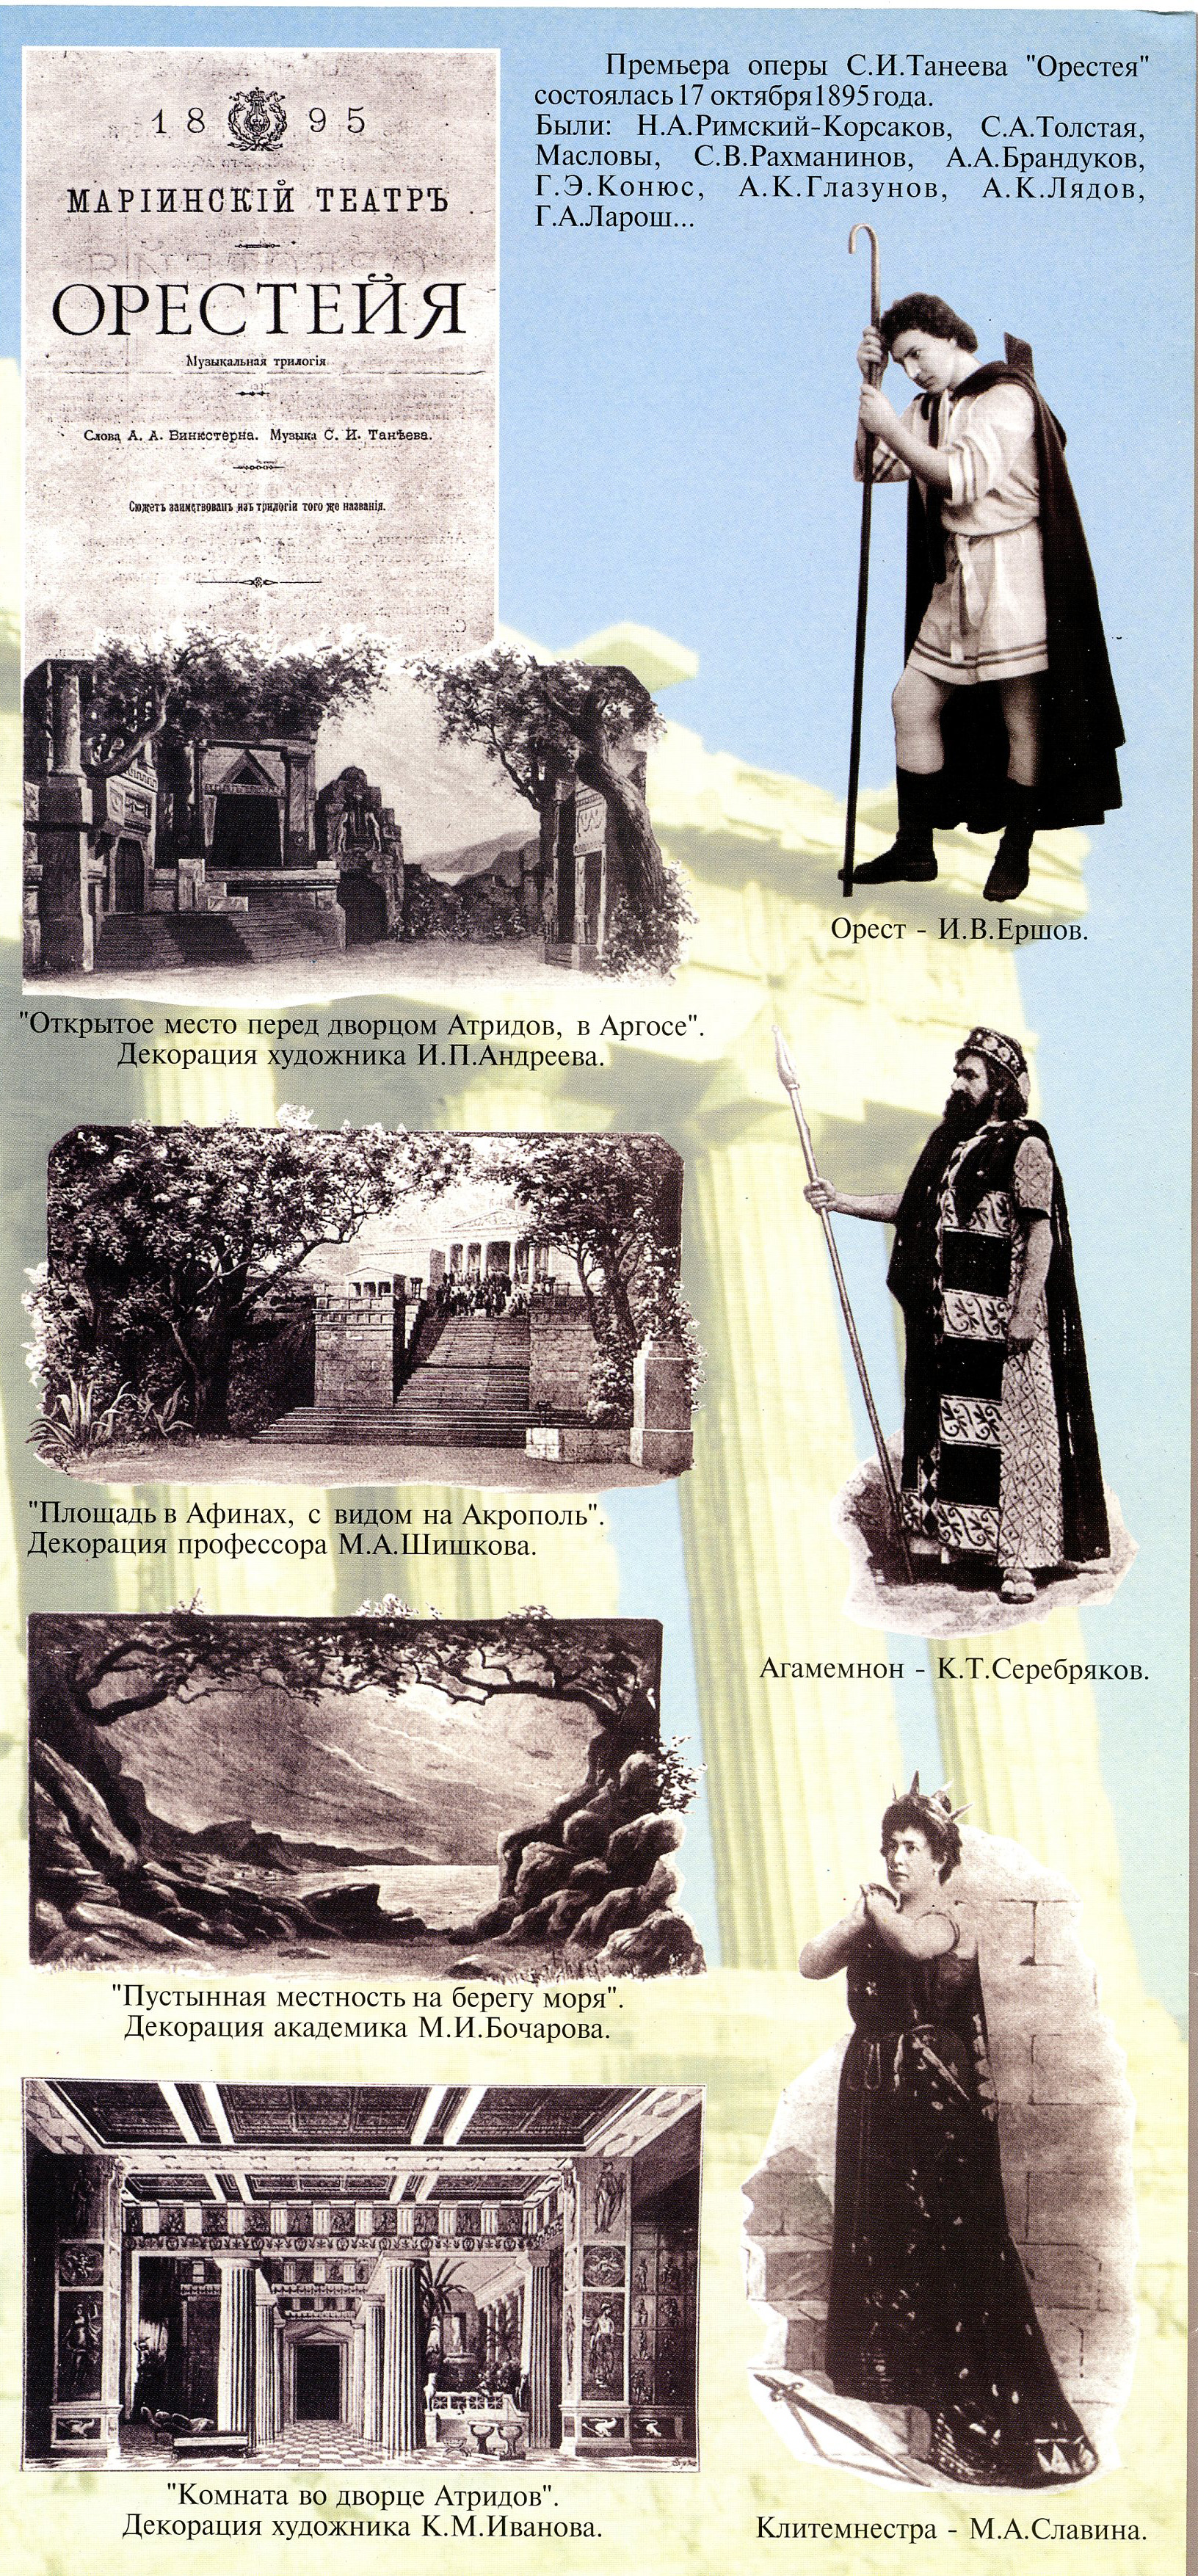 1895
МАРІИНСКІЙ ТЕАТРЪ
ОРЕСТЕЙЯ
Музыкальная трилогія
Слова А. А. Винкстерна. Музыка С. И. Танѣева.
Сюжетъ заимствованъ изъ трилогіи того же названія.
Премьера оперы С.И.Танеева "Орестея"
состоялась 17 октября 1895 года.
Были: Н.А.Римский-Корсаков, С.А.Толстая,
Масловы, С.В.Рахманинов, А.А.Брандуков,
Г.Э.Конюс, А.К.Глазунов, А.К.Лядов,
Г.А.Ларош...
Орест - И.В.Ершов.
"Открытое место перед дворцом Атридов, в Аргосе".
Декорация художника И.П.Андреева.
"Площадь в Афинах, с видом на Акрополь".
Декорация профессора М.А.Шишкова.
Агамемнон - К.Т.Серебряков.
"Пустынная местность на берегу моря".
Декорация академика М.И.Бочарова.
"Комната во дворце Атридов".
Декорация художника К.М.Иванова.
Клитемнестра - М.А.Славина.